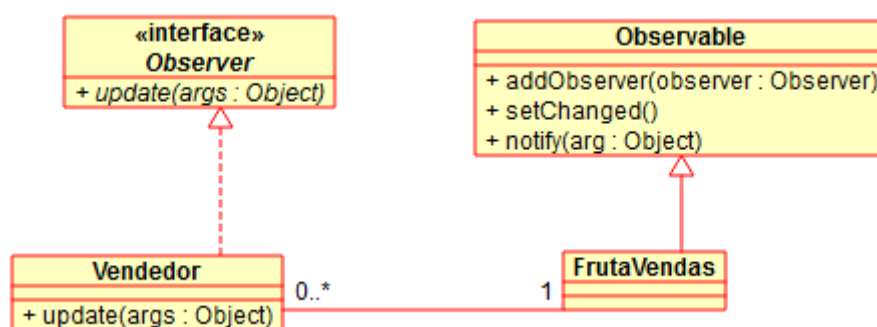 «interface»
Observer
+ update(args : Object)
Observable
+ addObserver(observer : Observer)
+ setChanged()
+ notify(arg : Object)
Vendedor
+ update(args : Object)
0..*
1
FrutaVendas